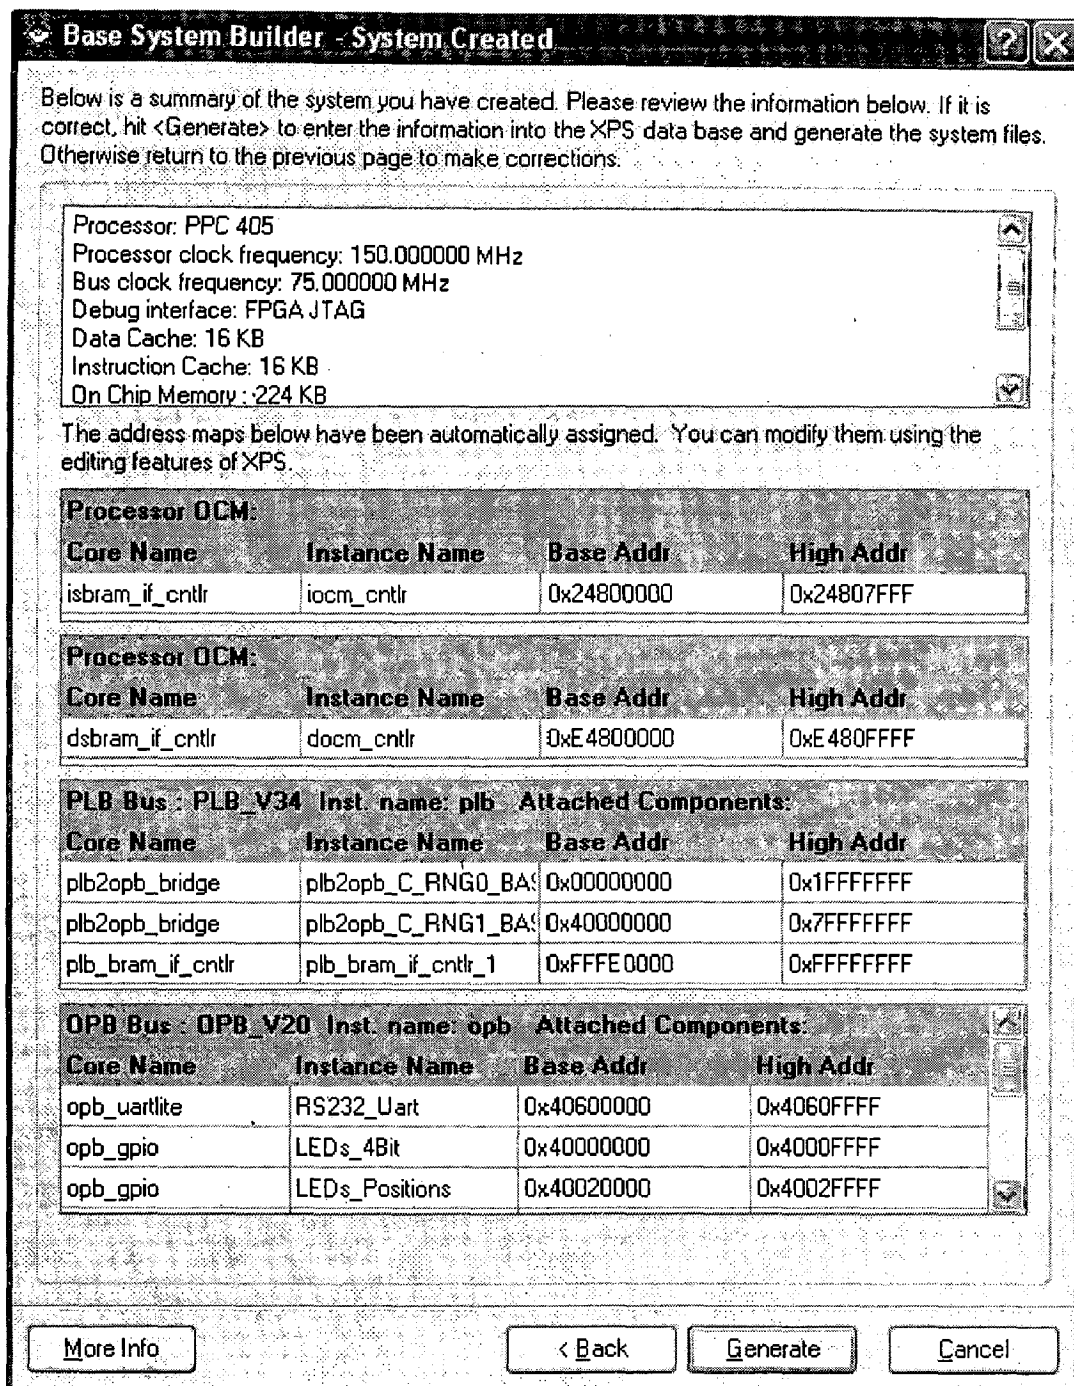 Base System Builder - System Created
Below is a summary of the system you have created. Please review the information below. If it is
correct, hit <Generate> to enter the information into the XPS data base and generate the system files.
Otherwise return to the previous page to make corrections.
Processor: PPC 405
Processor clock frequency: 150.000000 MHz
Bus clock frequency: 75.000000 MHz
Debug interface: FPGA JTAG
Data Cache: 16 KB
Instruction Cache: 16 KB
On Chip Memory : 224 KB
The address maps below have been automatically assigned. You can modify them using the
editing features of XPS.
Processor OCM:
Core Name Instance Name Base Addr High Addr
isbram_if_cntlr iocm_cntlr 0x24800000 0x24807FFF
Processor OCM:
Core Name Instance Name Base Addr High Addr
dsbram_if_cntlr docm_cntlr 0xE4800000 0xE480FFFF
PLB Bus : PLB_V34 Inst. name: plb Attached Components:
Core Name Instance Name Base Addr High Addr
plb2opb_bridge plb2opb_C_RNG0_BAS 0x00000000 0x1FFFFFFF
plb2opb_bridge plb2opb_C_RNG1_BAS 0x40000000 0x7FFFFFFF
plb_bram_if_cntlr plb_bram_if_cntlr_1 0xFFFE0000 0xFFFFFFFF
OPB Bus : OPB_V20 Inst. name: opb Attached Components:
Core Name Instance Name Base Addr High Addr
opb_uartlite RS232_Uart 0x40600000 0x4060FFFF
opb_gpio LEDs_4Bit 0x40000000 0x4000FFFF
opb_gpio LEDs_Positions 0x40020000 0x4002FFFF
More Info < Back Generate Cancel